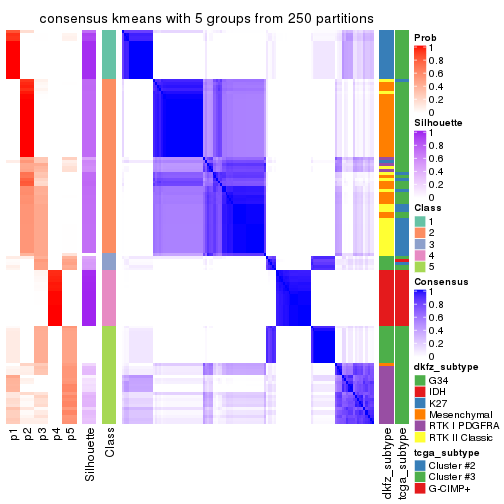 consensus kmeans with 5 groups from 250 partitions
p1
p2
p3
p4
p5
Silhouette
Class
dkfz_subtype
tcga_subtype
Prob
1
0.8
0.6
0.4
0.2
0
Silhouette
1
0.8
0.6
0.4
0.2
0
Class
1
2
3
4
5
Consensus
1
0.8
0.6
0.4
0.2
0
dkfz_subtype
G34
IDH
K27
Mesenchymal
RTK I PDGFRA
RTK II Classic
tcga_subtype
Cluster #2
Cluster #3
G-CIMP+